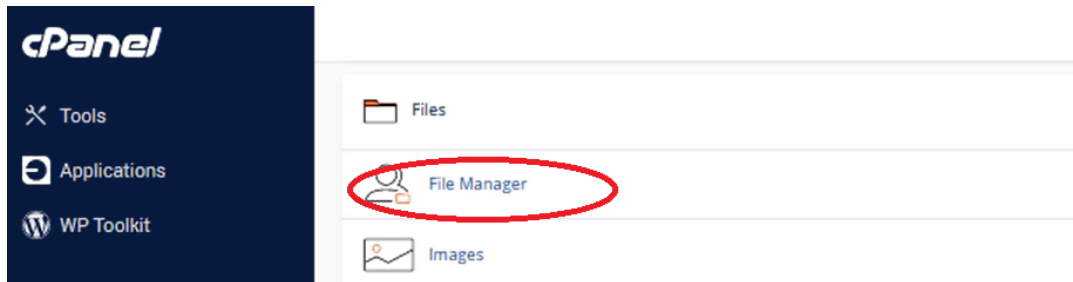 cPanel
Tools
Applications
WP Toolkit
Files
File Manager
Images